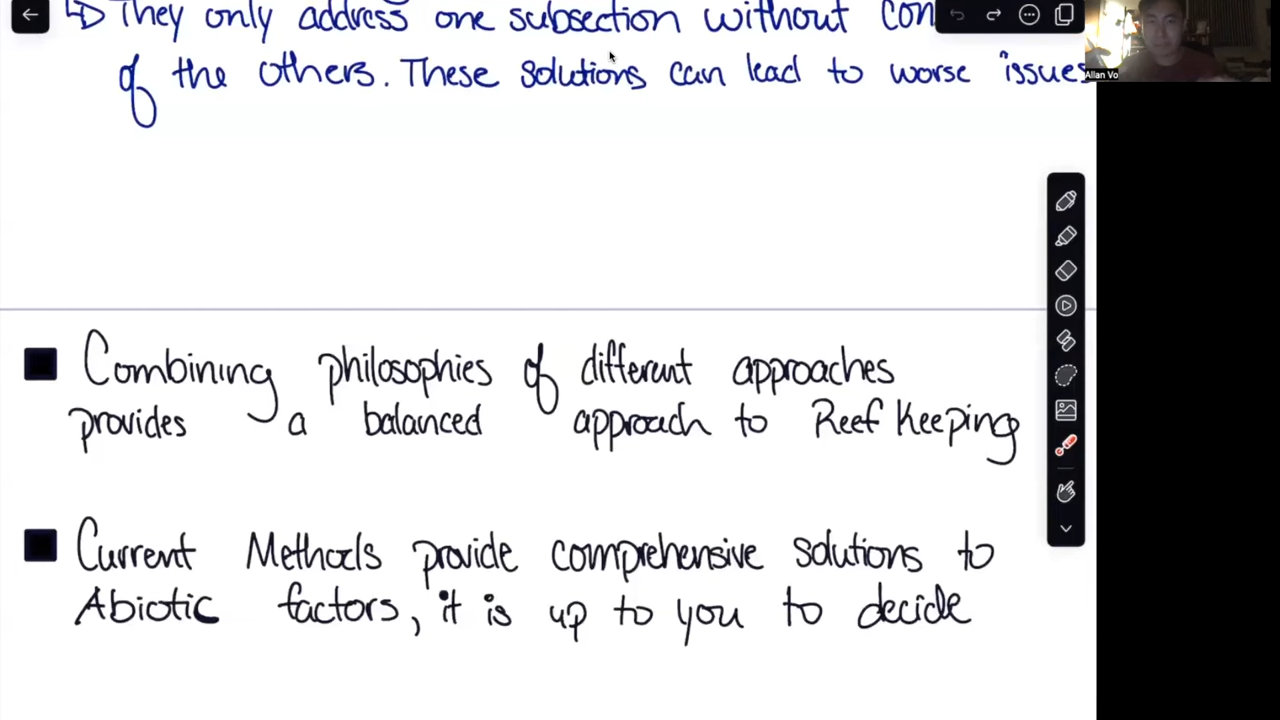 They only address one subsection without con
of the others. These solutions can lead to worse issues
Allan Vo
Combining philosophies of different approaches
provides a balanced approach to Reef Keeping
Current Methods provide comprehensive solutions to
Abiotic factors, it is up to you to decide